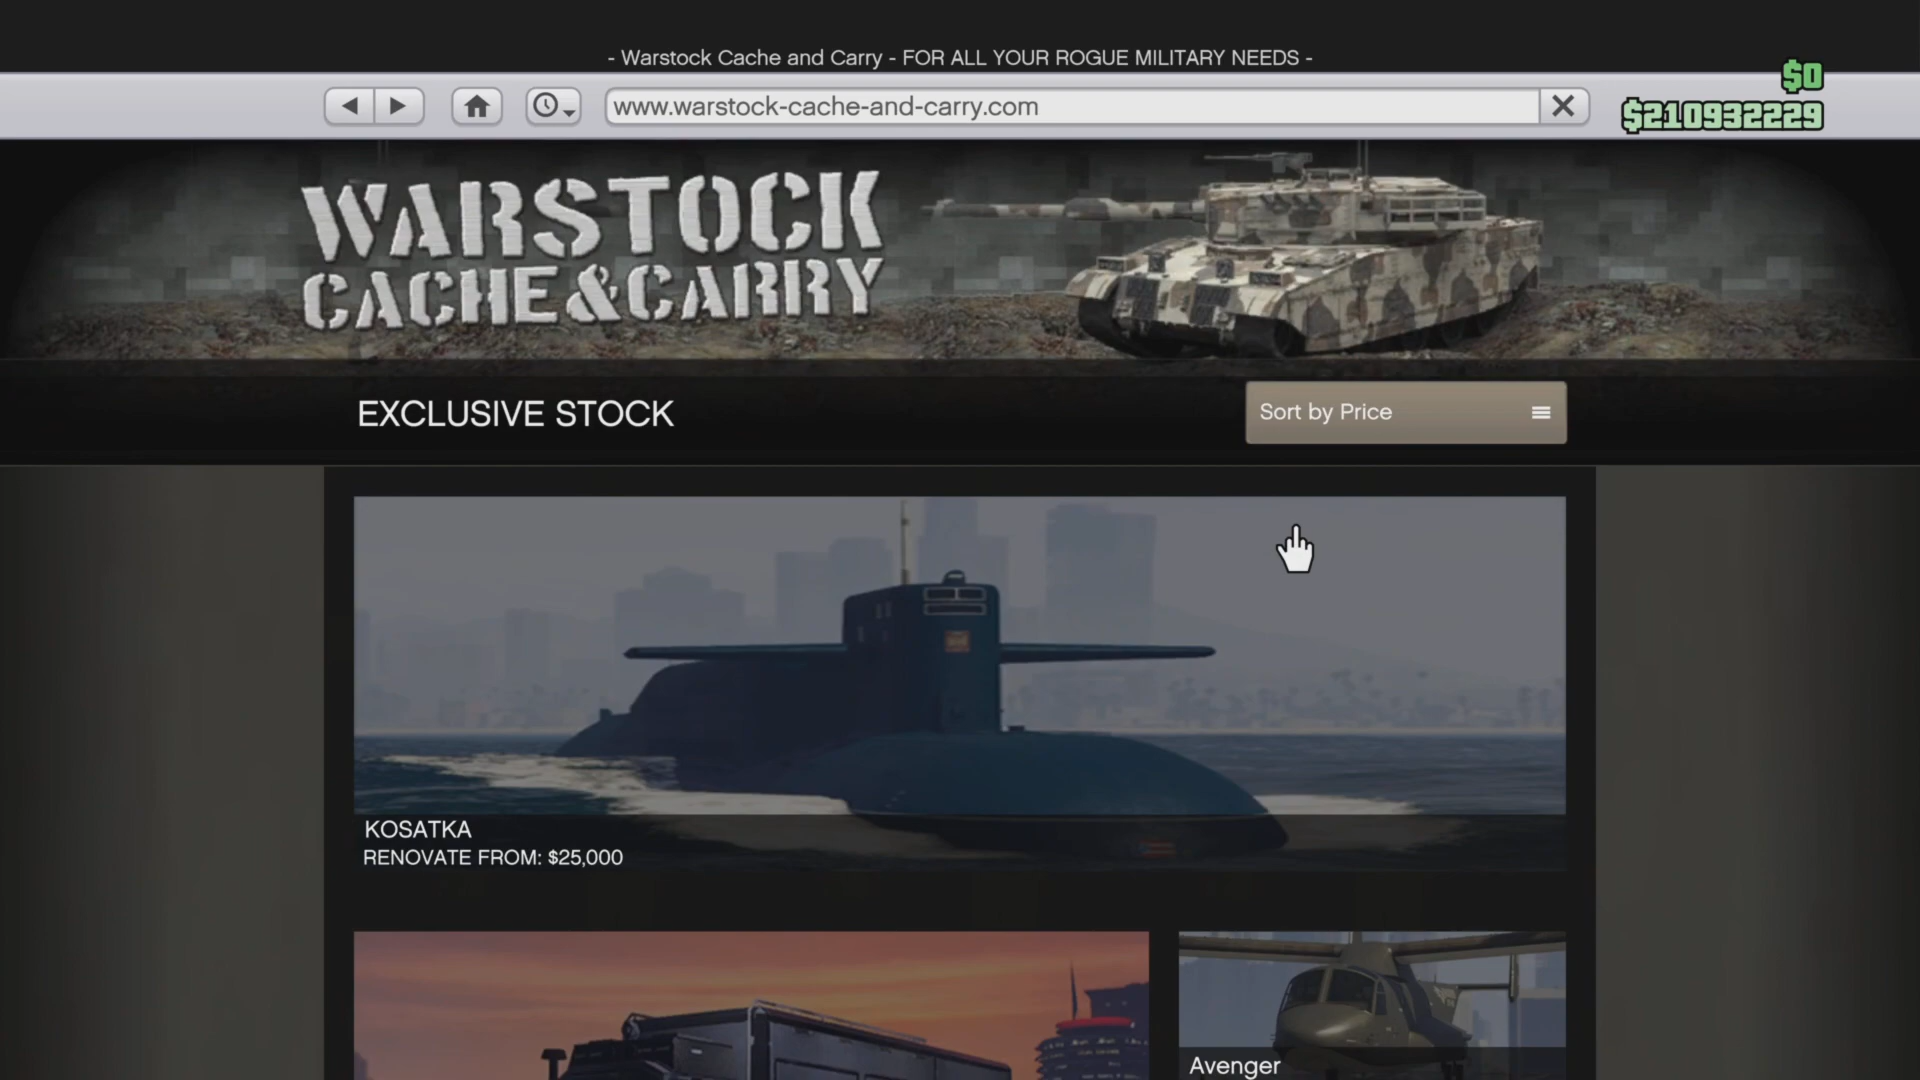 - Warstock Cache and Carry - FOR ALL YOUR ROGUE MILITARY NEEDS -
$0
www.warstock-cache-and-carry.com
$210932229
WARSTOCK
CACHE&CARRY
EXCLUSIVE STOCK
Sort by Price
KOSATKA
RENOVATE FROM: $25,000
Avenger